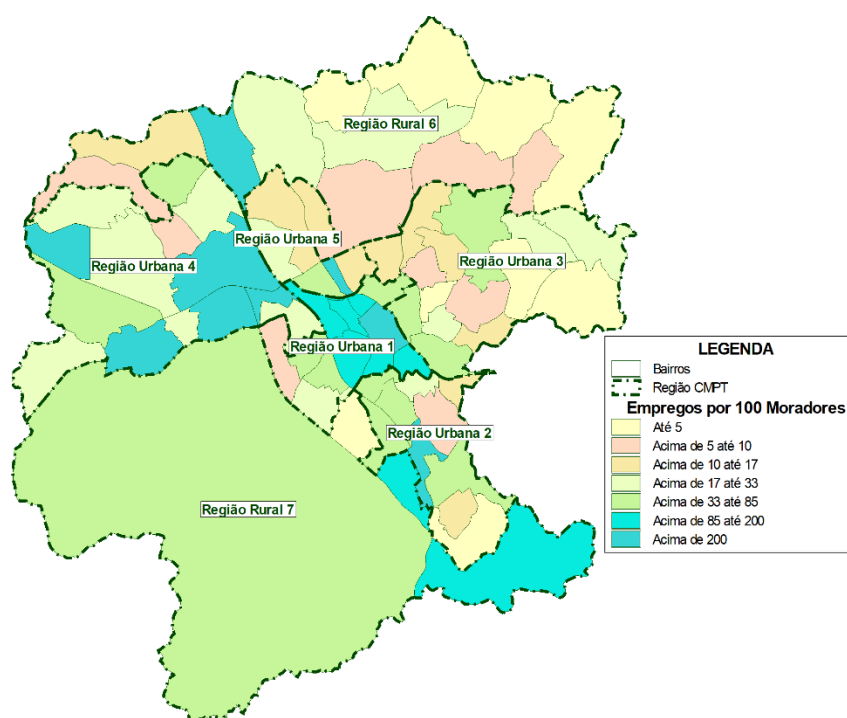 Região Rural 6
Região Urbana 5
Região Urbana 4
Região Urbana 3
Região Urbana 1
Região Urbana 2
Região Rural 7
LEGENDA
Bairros
Região CMPT
Empregos por 100 Moradores
Até 5
Acima de 5 até 10
Acima de 10 até 17
Acima de 17 até 33
Acima de 33 até 85
Acima de 85 até 200
Acima de 200